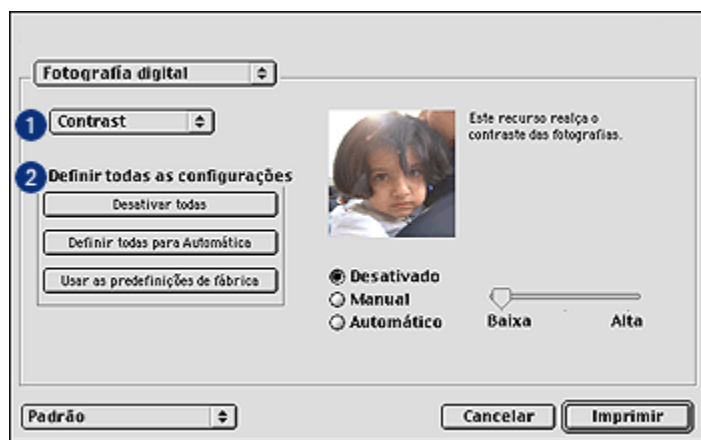 Fotografia digital
1 Contrast
Este recurso realça o
contraste das fotografias.
2 Definir todas as configurações
Desativar todas
Definir todas para Automática
Usar as predefinições de fábrica
Desativado
Manual
Automático
Baixa Alta
Padrão
Cancelar
Imprimir